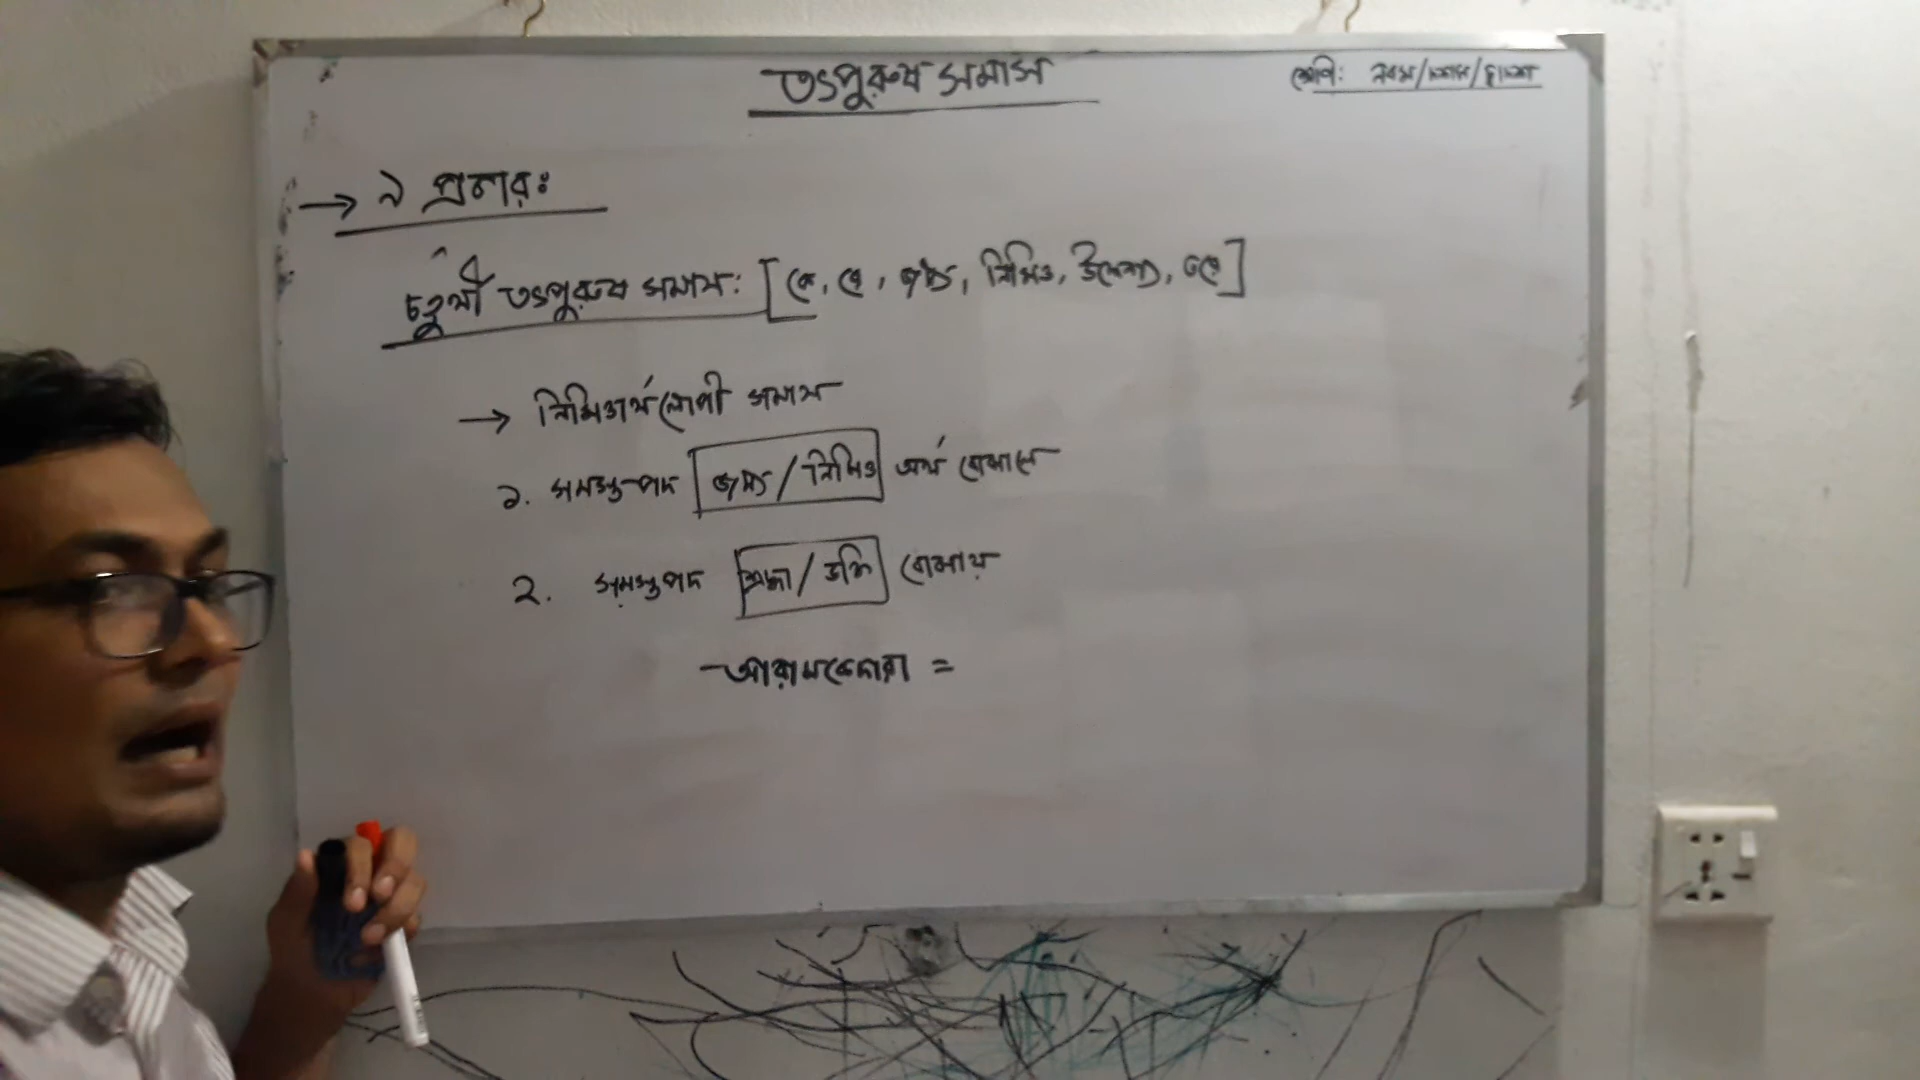 তৎপুরুষ সমাস
শ্রেণি: নবম/দশম/দ্বাদশ
→ ৯ প্রকার:
চতুর্থী তৎপুরুষ সমাস: [কে, রে, জন্য, নিমিত্ত, উদ্দেশ্য, তরে]
→ নিমিত্তার্থলোপী সমাস
১. সমস্তপদ জন্য/নিমিত্ত অর্থ বোঝালে
২. সমস্তপদ শ্রদ্ধা/ভক্তি বোঝায়
আরামকেদারা =